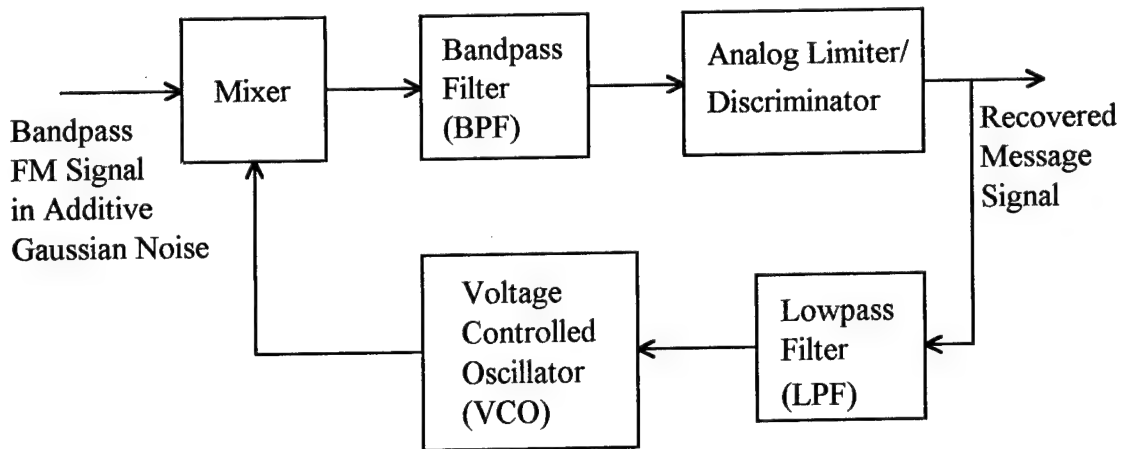 Mixer
Bandpass
Filter
(BPF)
Analog Limiter/
Discriminator
Bandpass
FM Signal
in Additive
Gaussian Noise
Recovered
Message
Signal
Voltage
Controlled
Oscillator
(VCO)
Lowpass
Filter
(LPF)